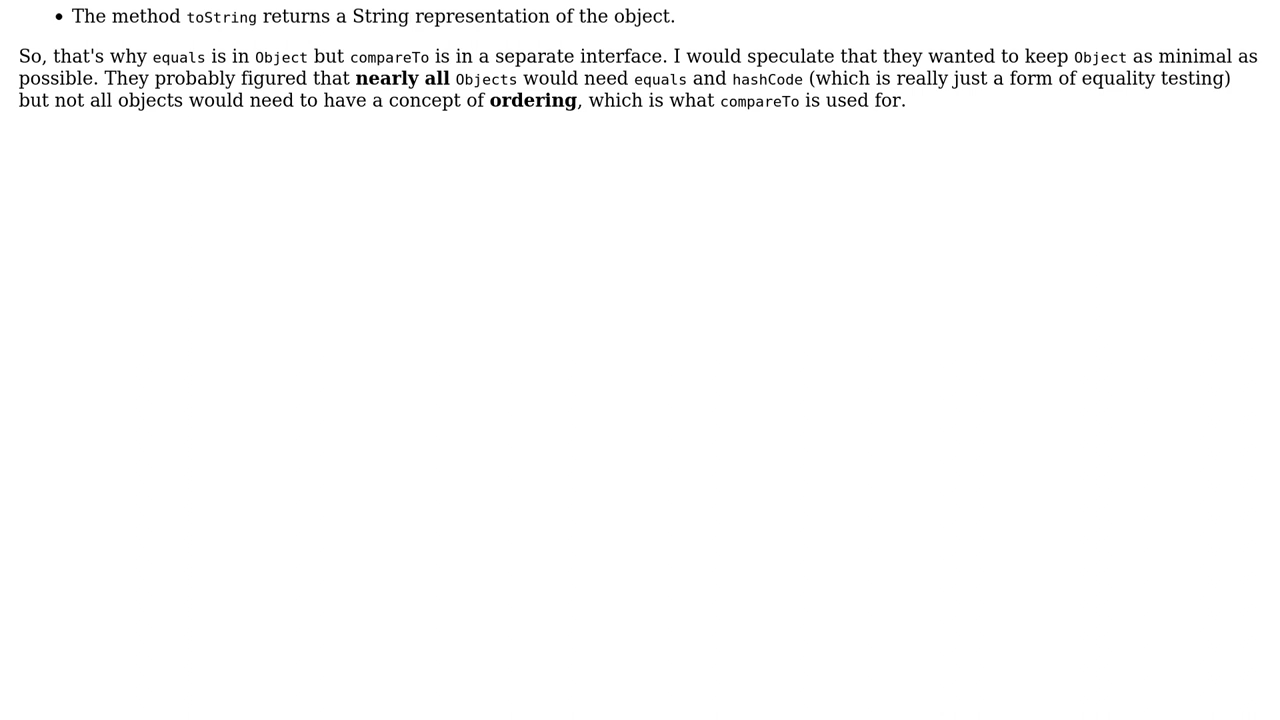 • The method toString returns a String representation of the object.
So, that's why equals is in Object but compareTo is in a separate interface. I would speculate that they wanted to keep Object as minimal as
possible. They probably figured that nearly all Objects would need equals and hashCode (which is really just a form of equality testing)
but not all objects would need to have a concept of ordering, which is what compareTo is used for.